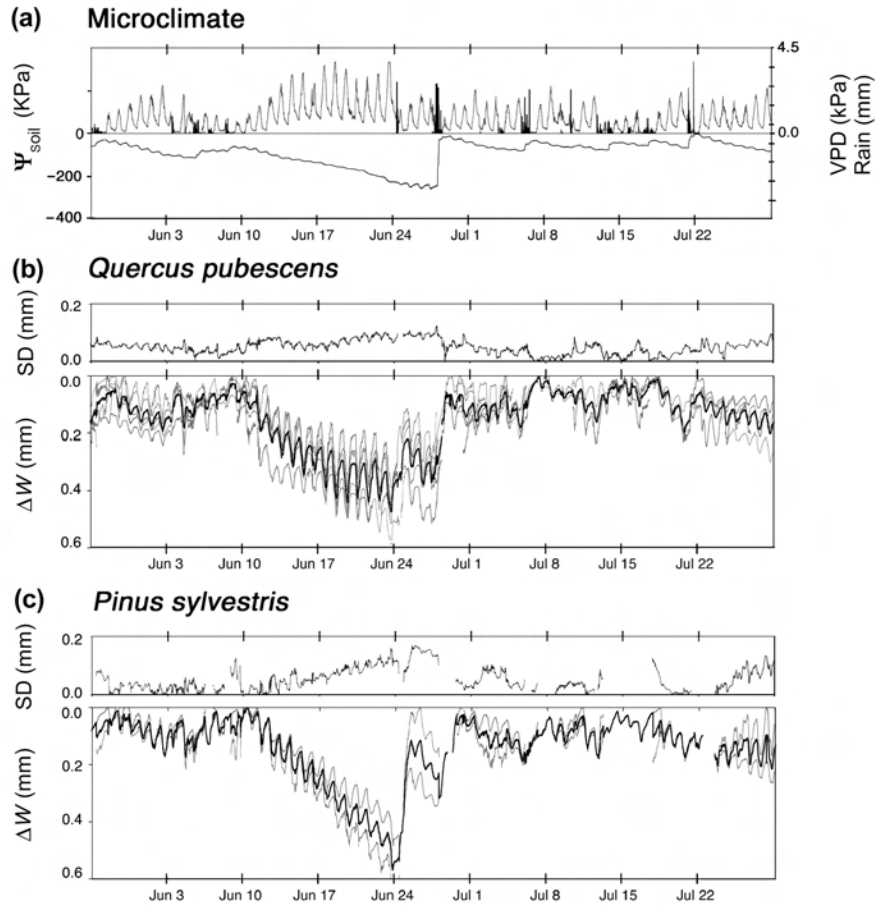 (a) Microclimate
Ψsoil (KPa)
0
−200
−400
4.5
0.0
VPD (kPa)
Rain (mm)
Jun 3 Jun 10 Jun 17 Jun 24 Jul 1 Jul 8 Jul 15 Jul 22
(b) Quercus pubescens
SD (mm)
0.2
0.0
ΔW (mm)
0.0
0.2
0.4
0.6
Jun 3 Jun 10 Jun 17 Jun 24 Jul 1 Jul 8 Jul 15 Jul 22
(c) Pinus sylvestris
SD (mm)
0.2
0.0
ΔW (mm)
0.0
0.2
0.4
0.6
Jun 3 Jun 10 Jun 17 Jun 24 Jul 1 Jul 8 Jul 15 Jul 22